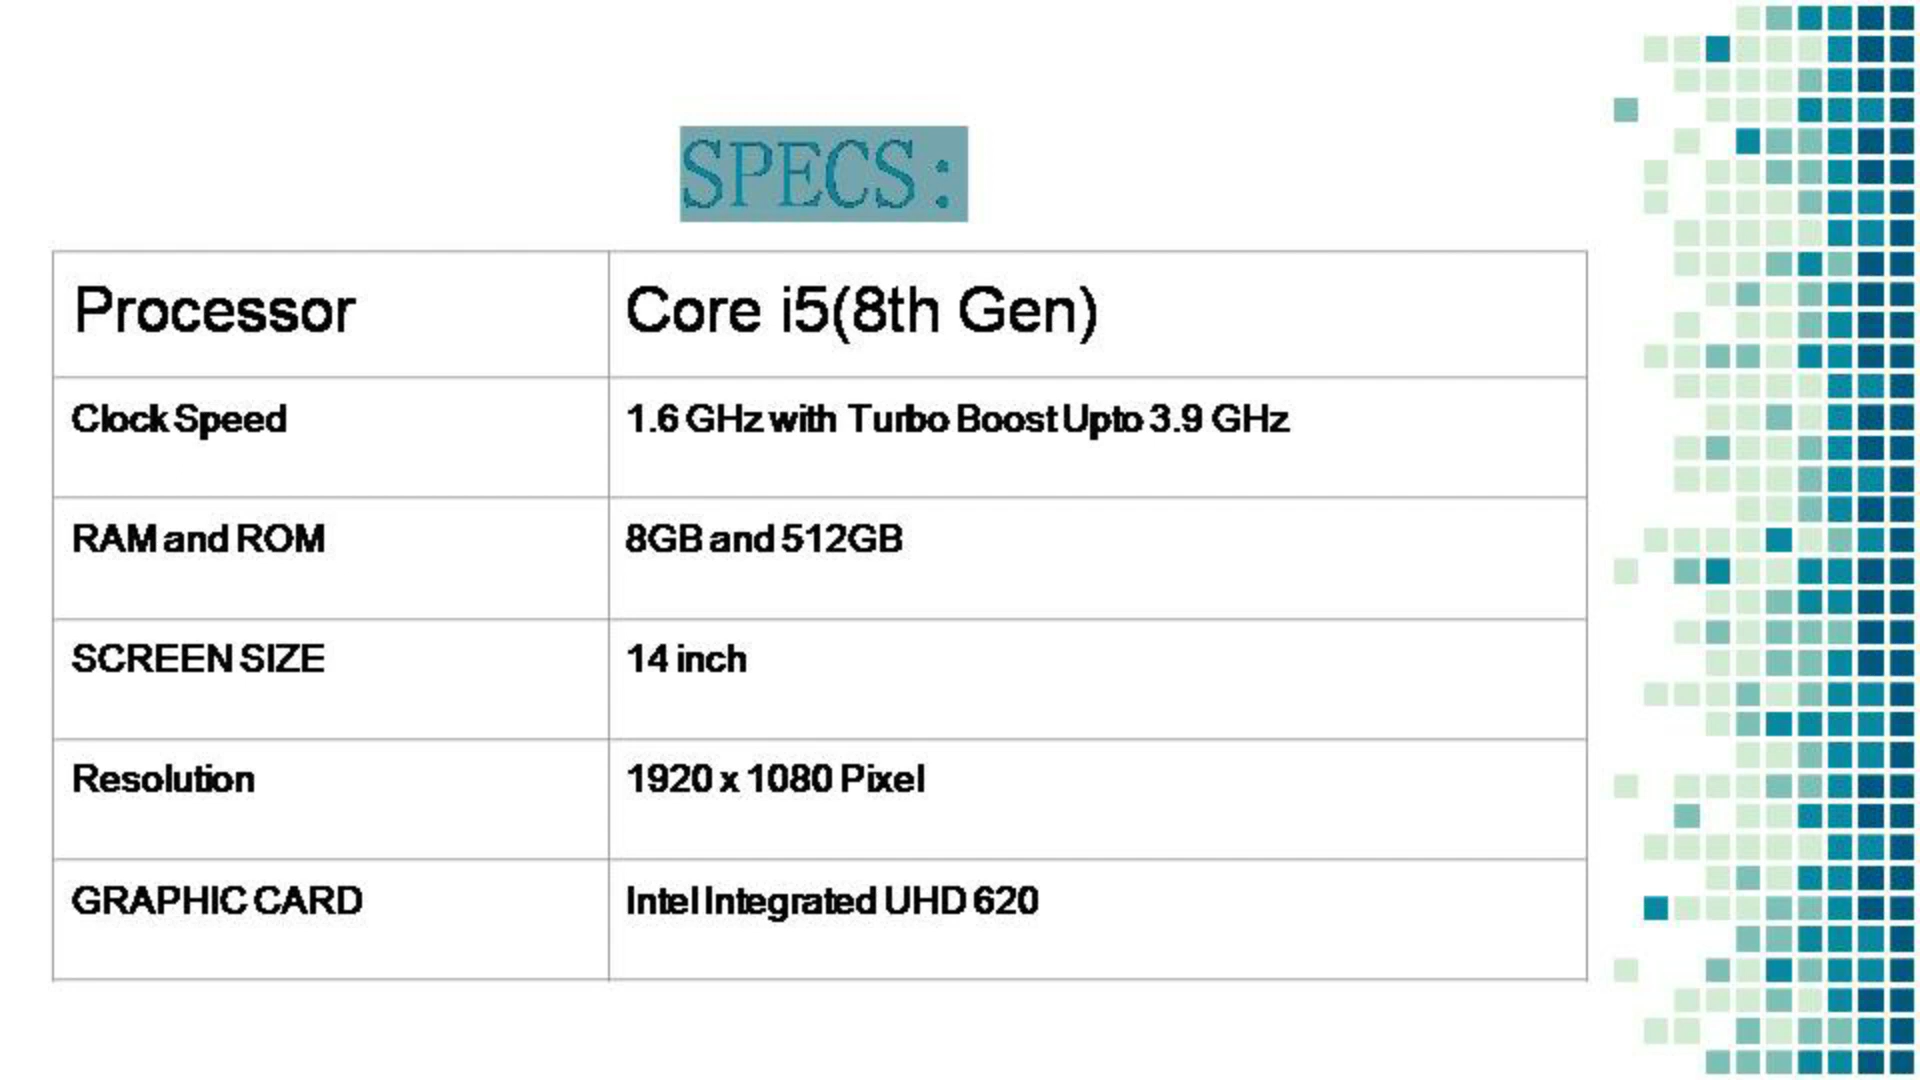 SPECS:
Processor Core i5(8th Gen)
Clock Speed 1.6 GHz with Turbo Boost Upto 3.9 GHz
RAM and ROM 8GB and 512GB
SCREEN SIZE 14 inch
Resolution 1920 x 1080 Pixel
GRAPHIC CARD Intel Integrated UHD 620